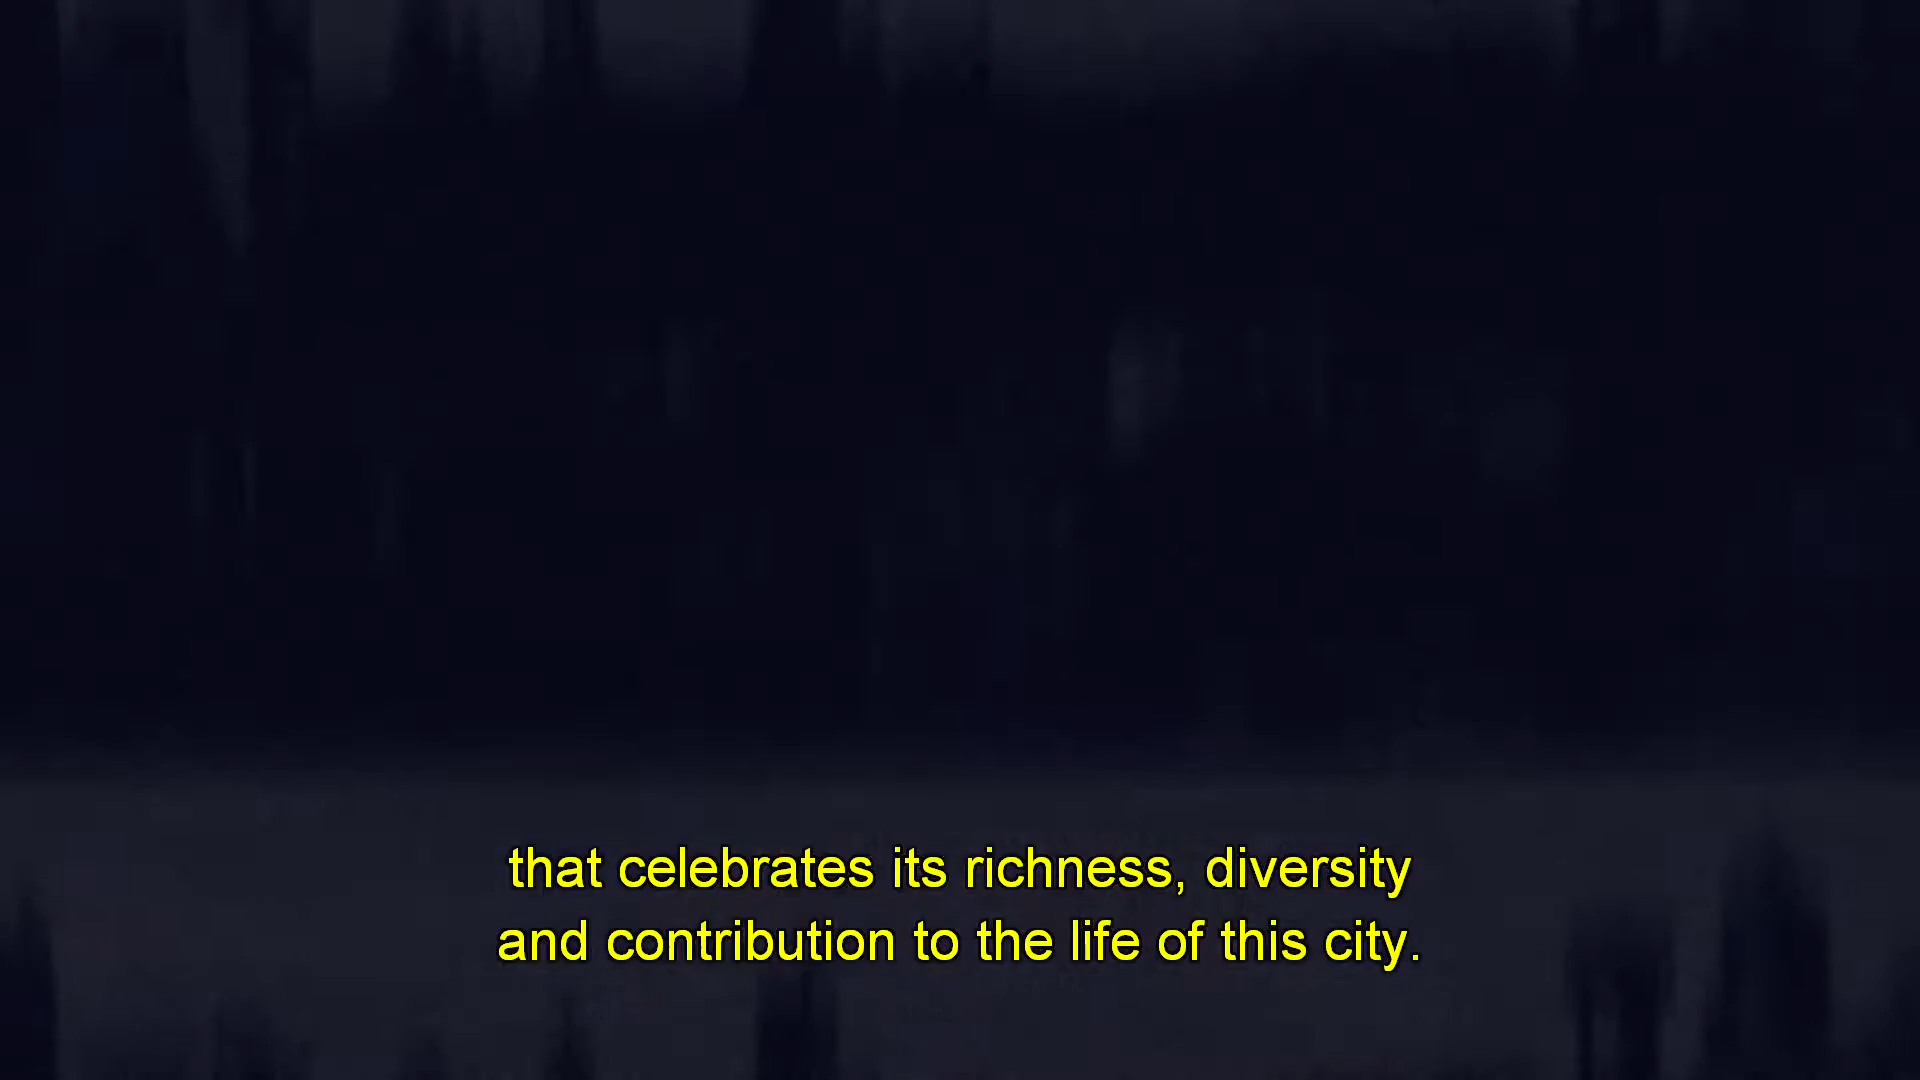 that celebrates its richness, diversity
and contribution to the life of this city.